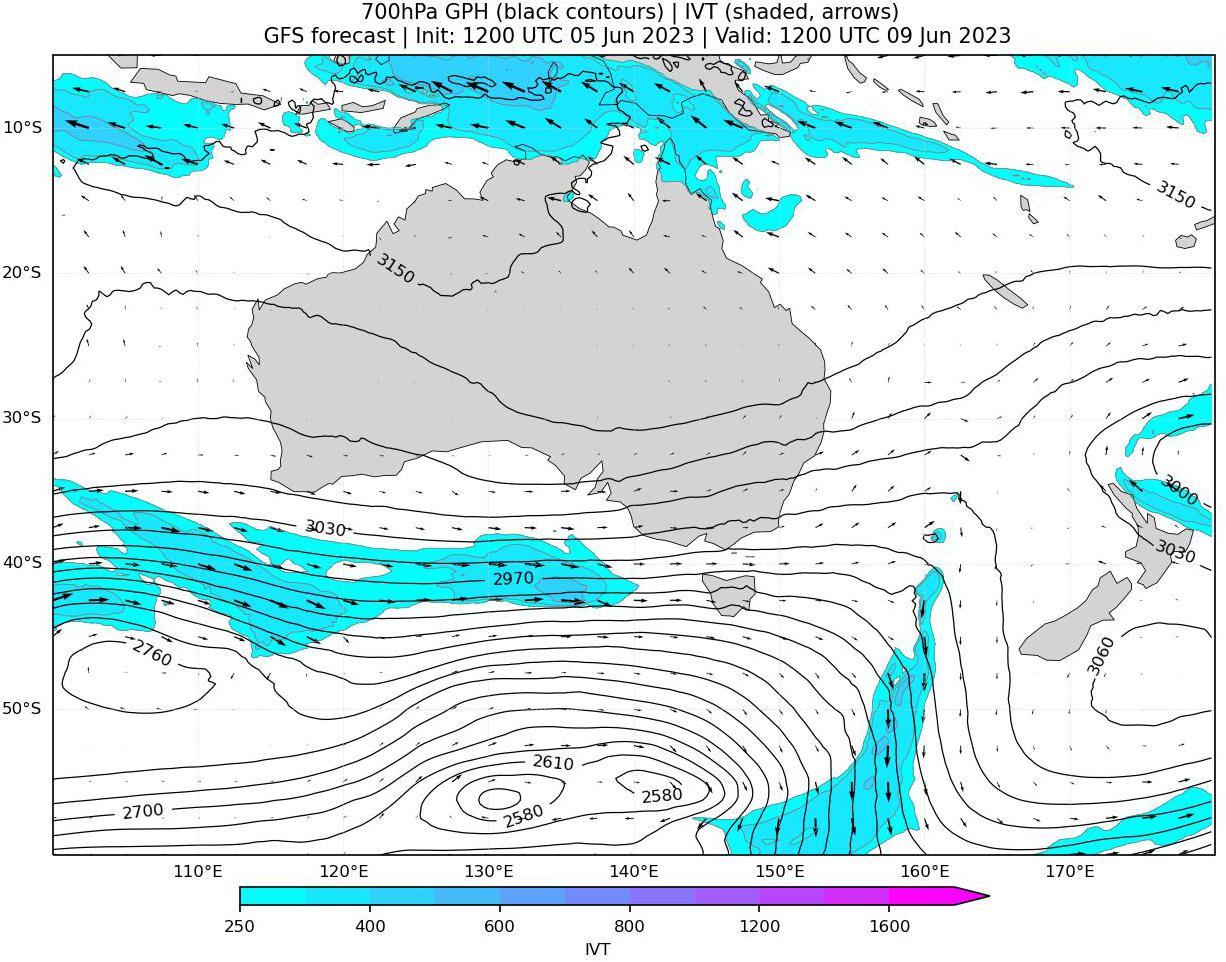 700hPa GPH (black contours) | IVT (shaded, arrows)
GFS forecast | Init: 1200 UTC 05 Jun 2023 | Valid: 1200 UTC 09 Jun 2023
10°S
3150
3150
20°S
30°S
3000
3030
3030
40°S
2970
2760
3060
50°S
2610
2580
2580
2700
110°E 120°E 130°E 140°E 150°E 160°E 170°E
250 400 600 800 1200 1600
IVT